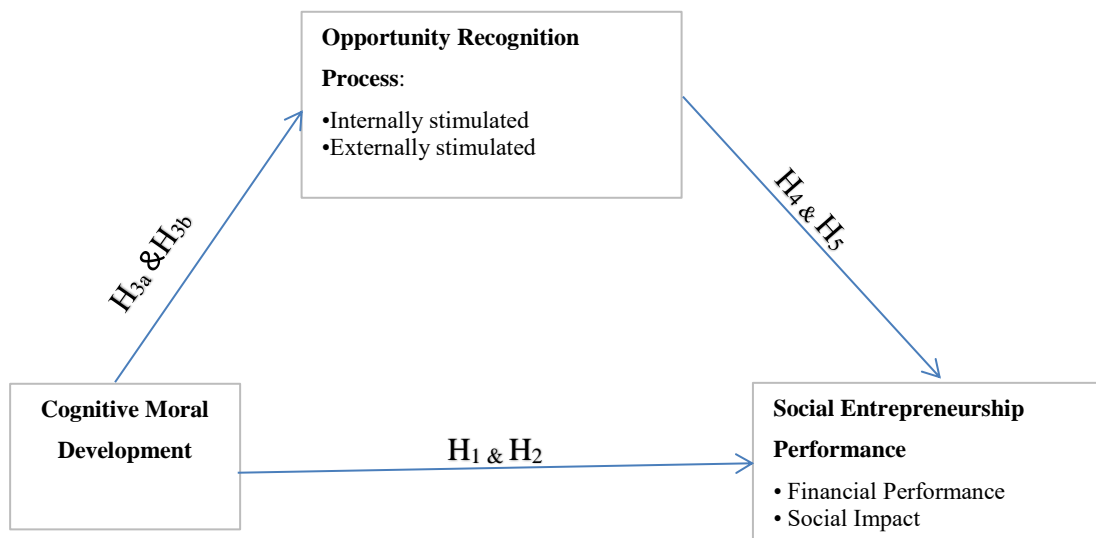 Opportunity Recognition
Process:
•Internally stimulated
•Externally stimulated
H3a &H3b
H4 & H5
Cognitive Moral
Development
H1 & H2
Social Entrepreneurship
Performance
• Financial Performance
• Social Impact